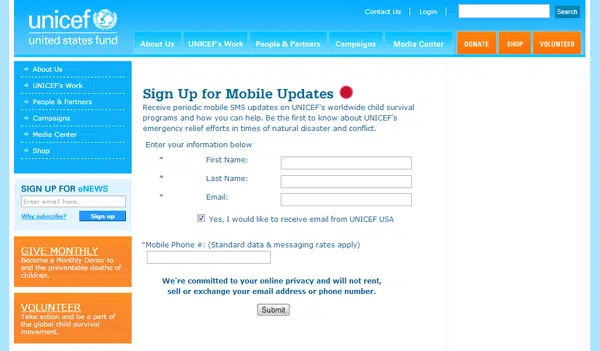 unicef
united states fund
Contact Us | Login |
Search
About Us
UNICEF's Work
People & Partners
Campaigns
Media Center
DONATE
SHOP
VOLUNTEER
About Us
UNICEF's Work
People & Partners
Campaigns
Media Center
Shop
SIGN UP FOR eNEWS
Enter email here.
Why subscribe?
Sign up
GIVE MONTHLY
Become a Monthly Donor to
end the preventable deaths of
children.
VOLUNTEER
Take action and be a part of
the global child survival
movement.
Sign Up for Mobile Updates
Receive periodic mobile SMS updates on UNICEF's worldwide child survival
programs and how you can help. Be the first to know about UNICEF's
emergency relief efforts in times of natural disaster and conflict.
Enter your information below
* First Name:
* Last Name:
* Email:
Yes, I would like to receive email from UNICEF USA
*Mobile Phone #: (Standard data & messaging rates apply)
We're committed to your online privacy and will not rent,
sell or exchange your email address or phone number.
Submit